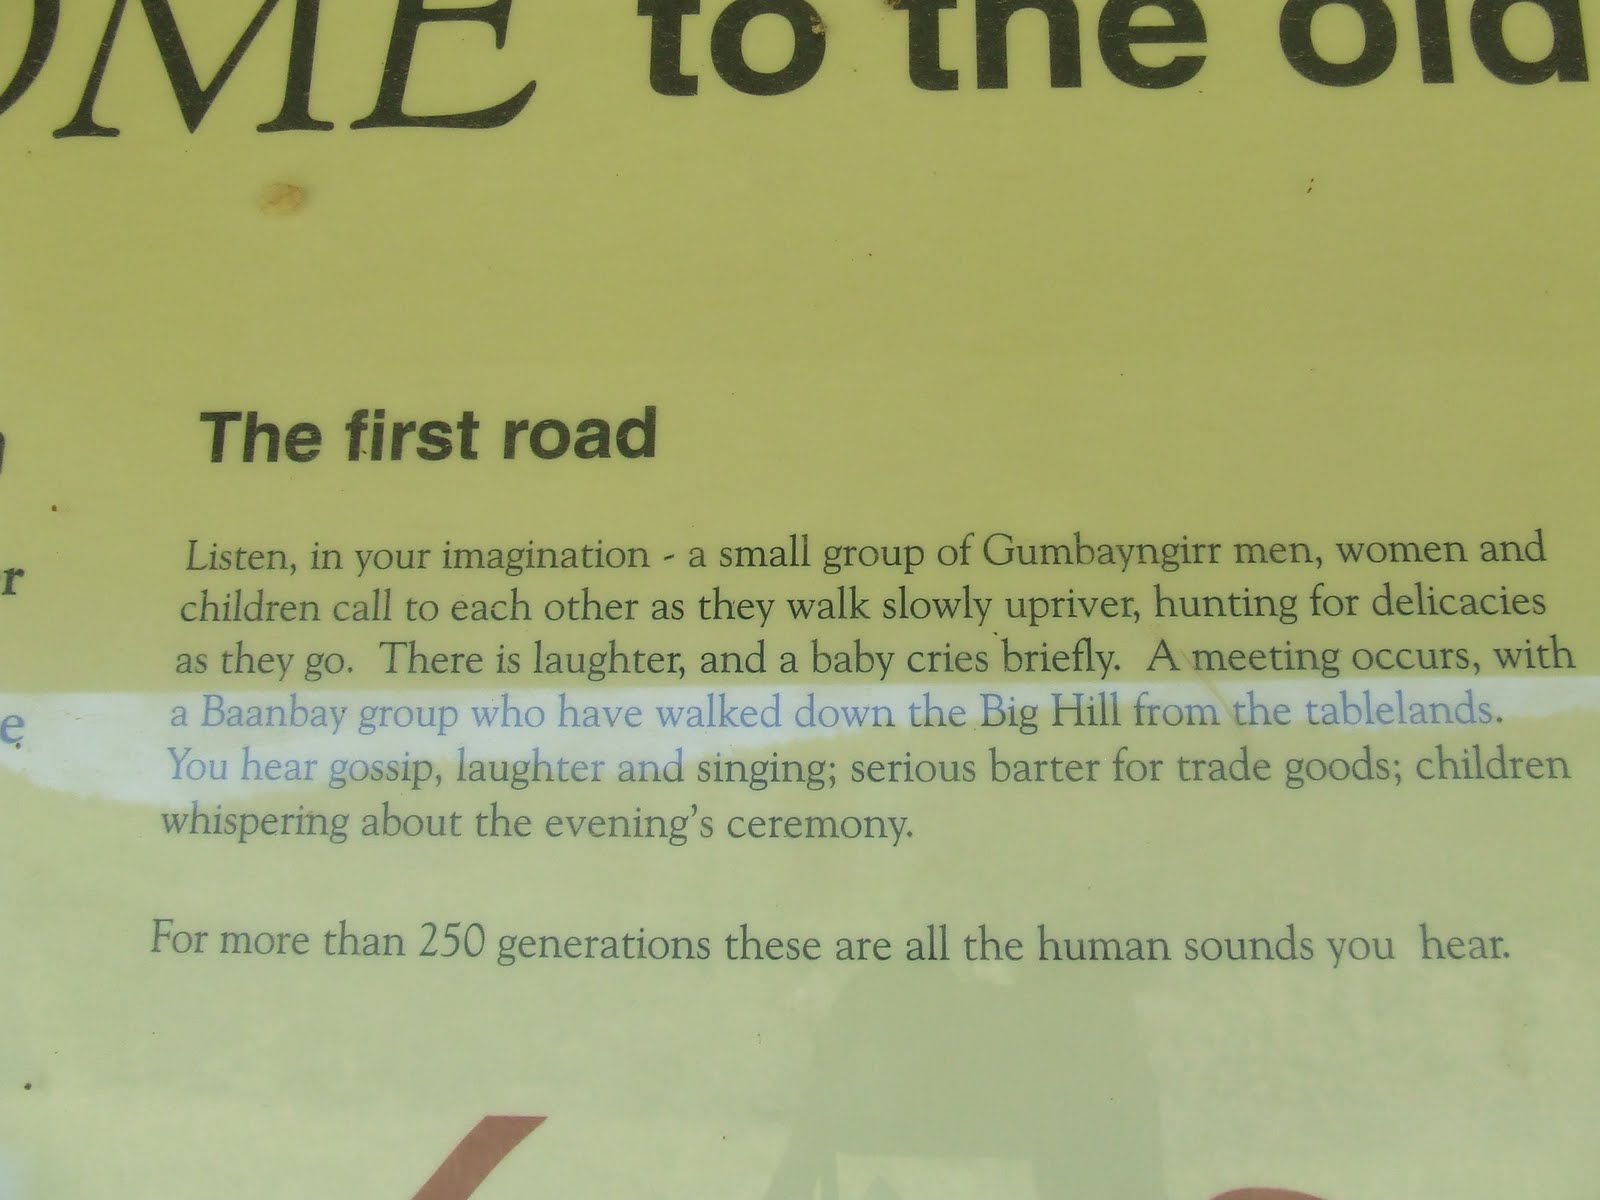 OME to the old
The first road
Listen, in your imagination - a small group of Gumbayngirr men, women and
children call to each other as they walk slowly upriver, hunting for delicacies
as they go. There is laughter, and a baby cries briefly. A meeting occurs, with
a Baanbay group who have walked down the Big Hill from the tablelands.
You hear gossip, laughter and singing; serious barter for trade goods; children
whispering about the evening's ceremony.
For more than 250 generations these are all the human sounds you hear.